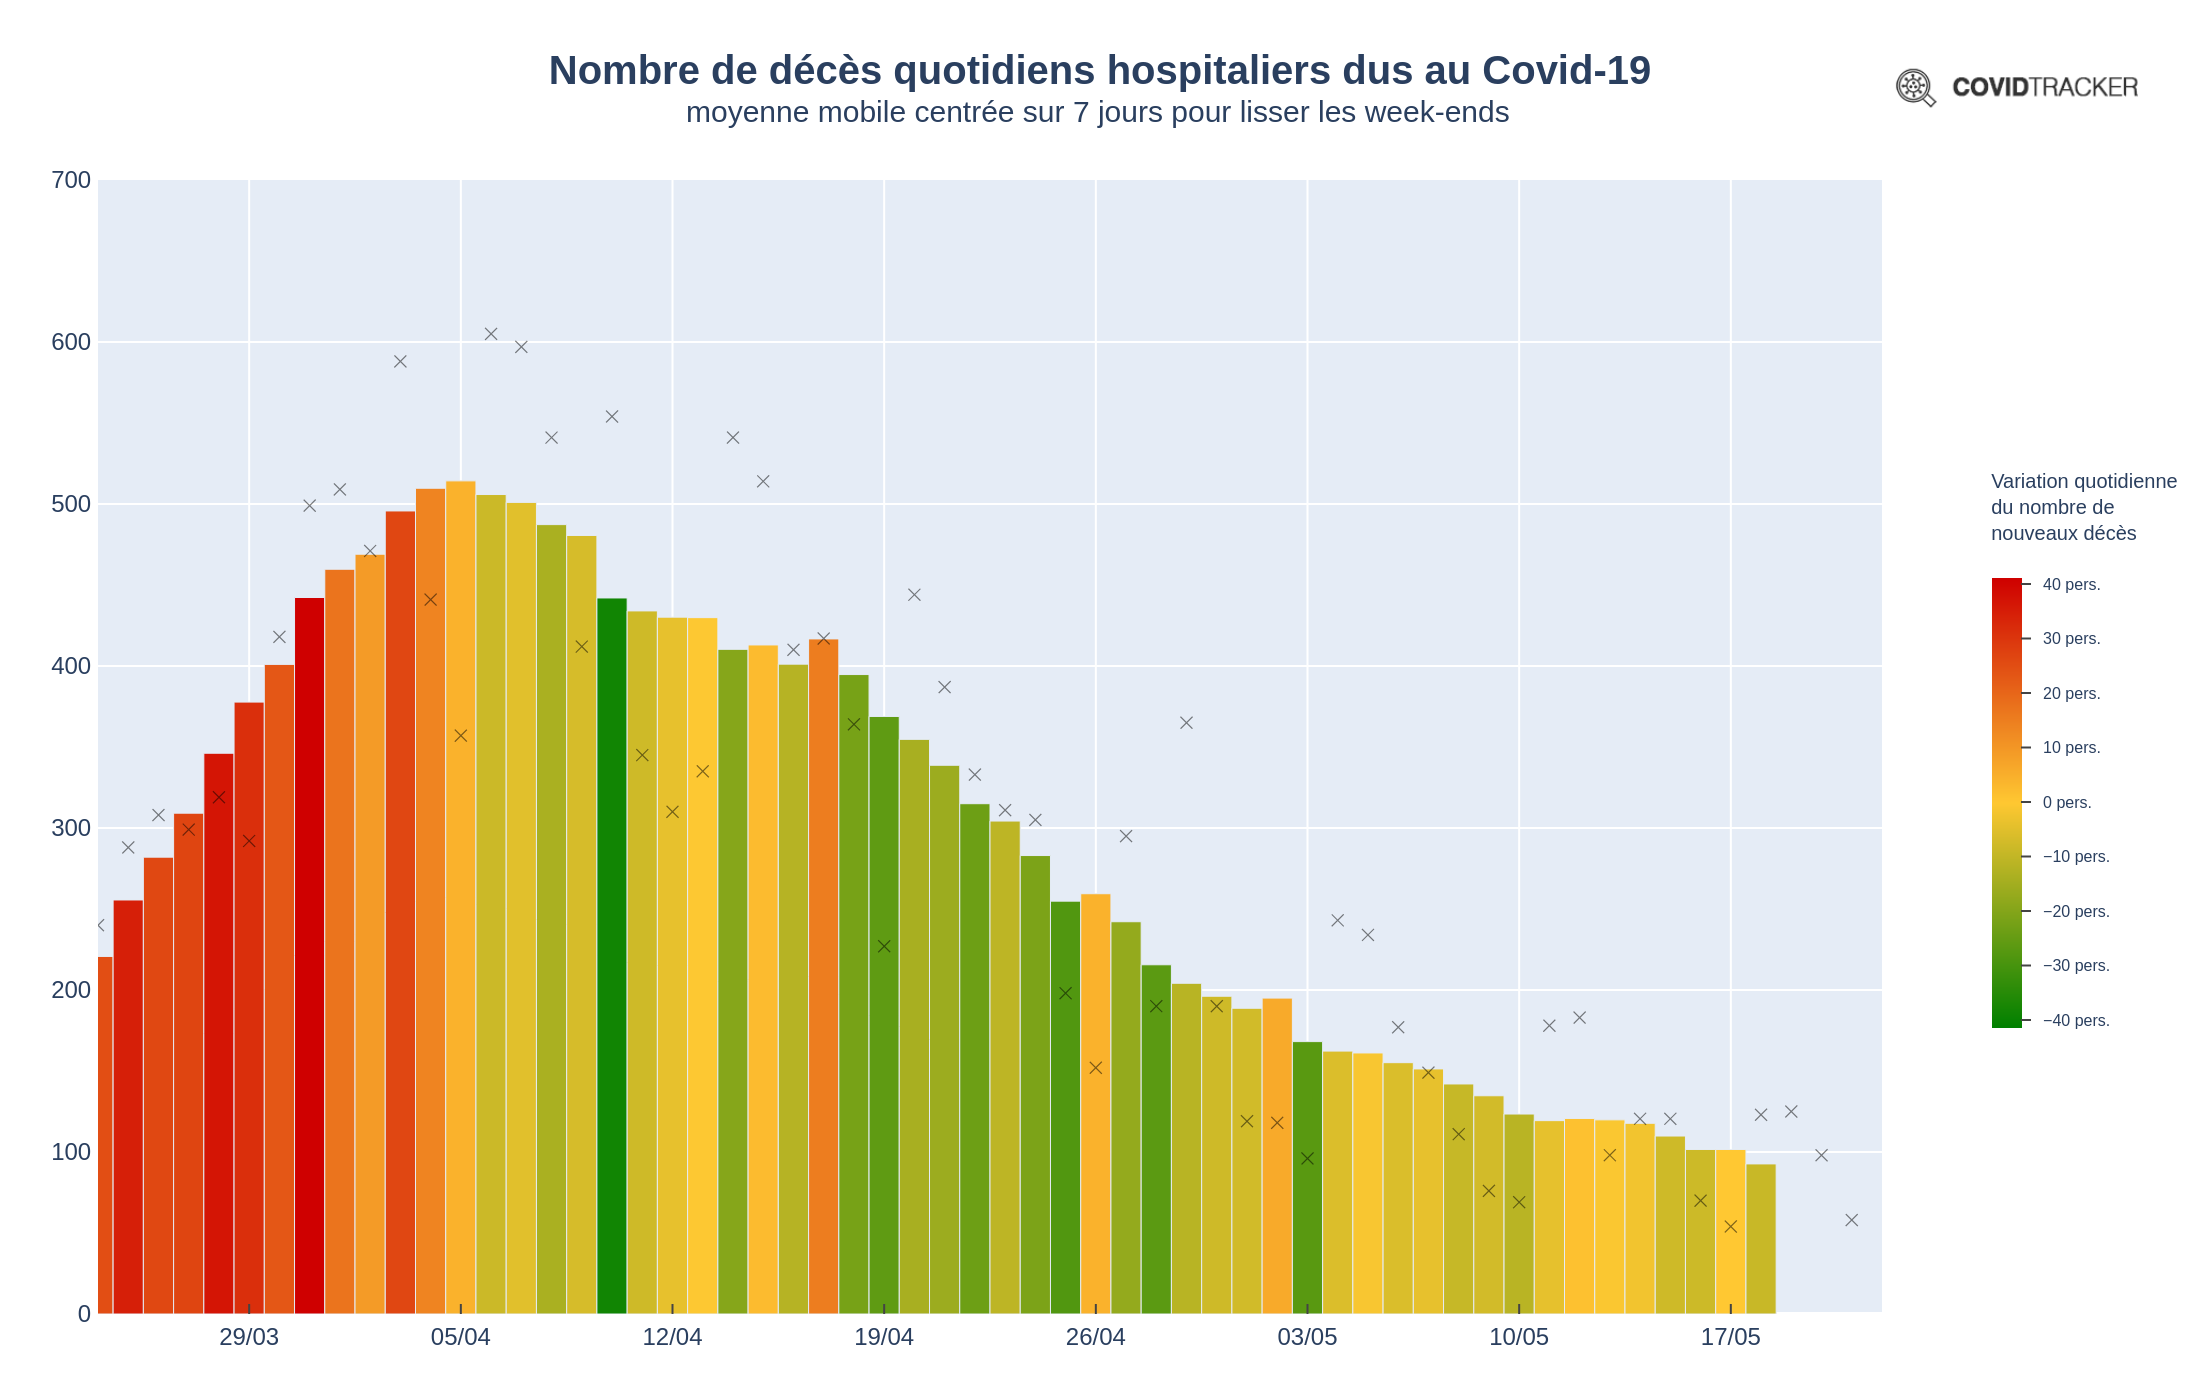 Nombre de décès quotidiens hospitaliers dus au Covid-19
moyenne mobile centrée sur 7 jours pour lisser les week-ends
COVIDTRACKER
700
600
500
400
300
200
100
0
29/03
05/04
12/04
19/04
26/04
03/05
10/05
17/05
Variation quotidienne
du nombre de
nouveaux décès
40 pers.
30 pers.
20 pers.
10 pers.
0 pers.
−10 pers.
−20 pers.
−30 pers.
−40 pers.